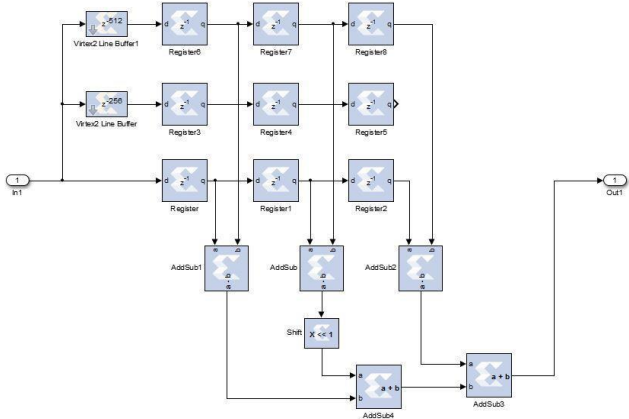 z-512
d z-1 q
d z-1 q
d z-1 q
Virtex2 Line Buffer1
Register6
Register7
Register8
z-256
d z-1 q
d z-1 q
d z-1 q
Virtex2 Line Buffer
Register3
Register4
Register5
1
In1
d z-1 q
d z-1 q
d z-1 q
1
Out1
Register
Register1
Register2
a b
a b
a b
AddSub1
AddSub
AddSub2
a - b
a - b
a - b
Shift
X << 1
a
b
a + b
AddSub4
a
b
a + b
AddSub3